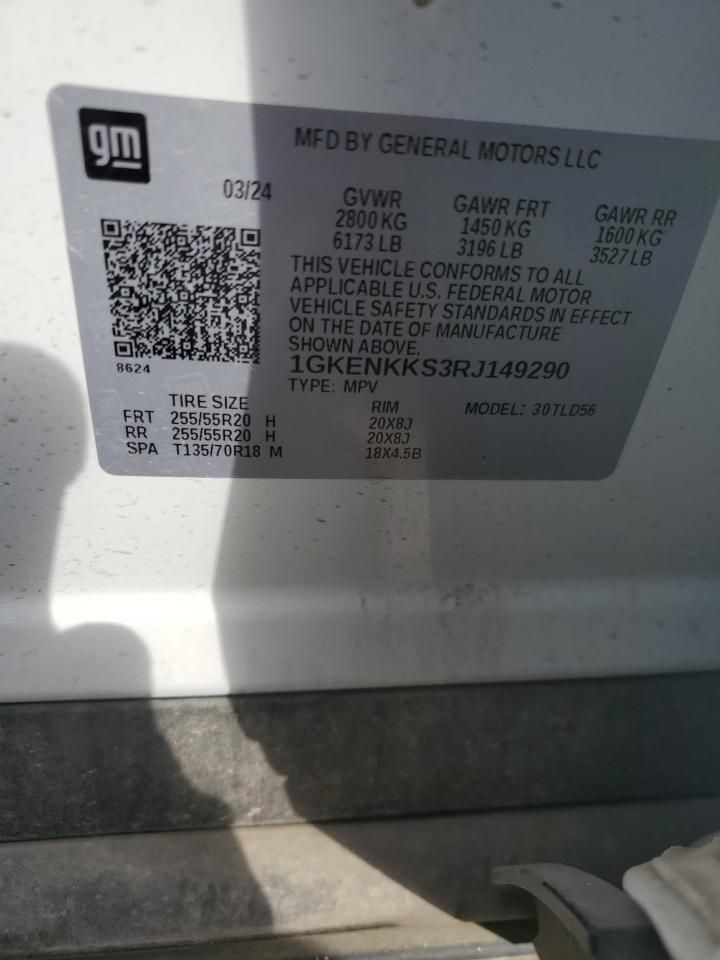 gm
MFD BY GENERAL MOTORS LLC
03/24
GVWR GAWR FRT GAWR RR
2800 KG 1450 KG 1600 KG
6173 LB 3196 LB 3527 LB
THIS VEHICLE CONFORMS TO ALL
APPLICABLE U.S. FEDERAL MOTOR
VEHICLE SAFETY STANDARDS IN EFFECT
ON THE DATE OF MANUFACTURE
SHOWN ABOVE.
8624
1GKENKKS3RJ149290
TYPE: MPV
TIRE SIZE RIM MODEL: 30TLD56
FRT 255/55R20 H 20X8J
RR 255/55R20 H 20X8J
SPA T135/70R18 M 18X4.5B